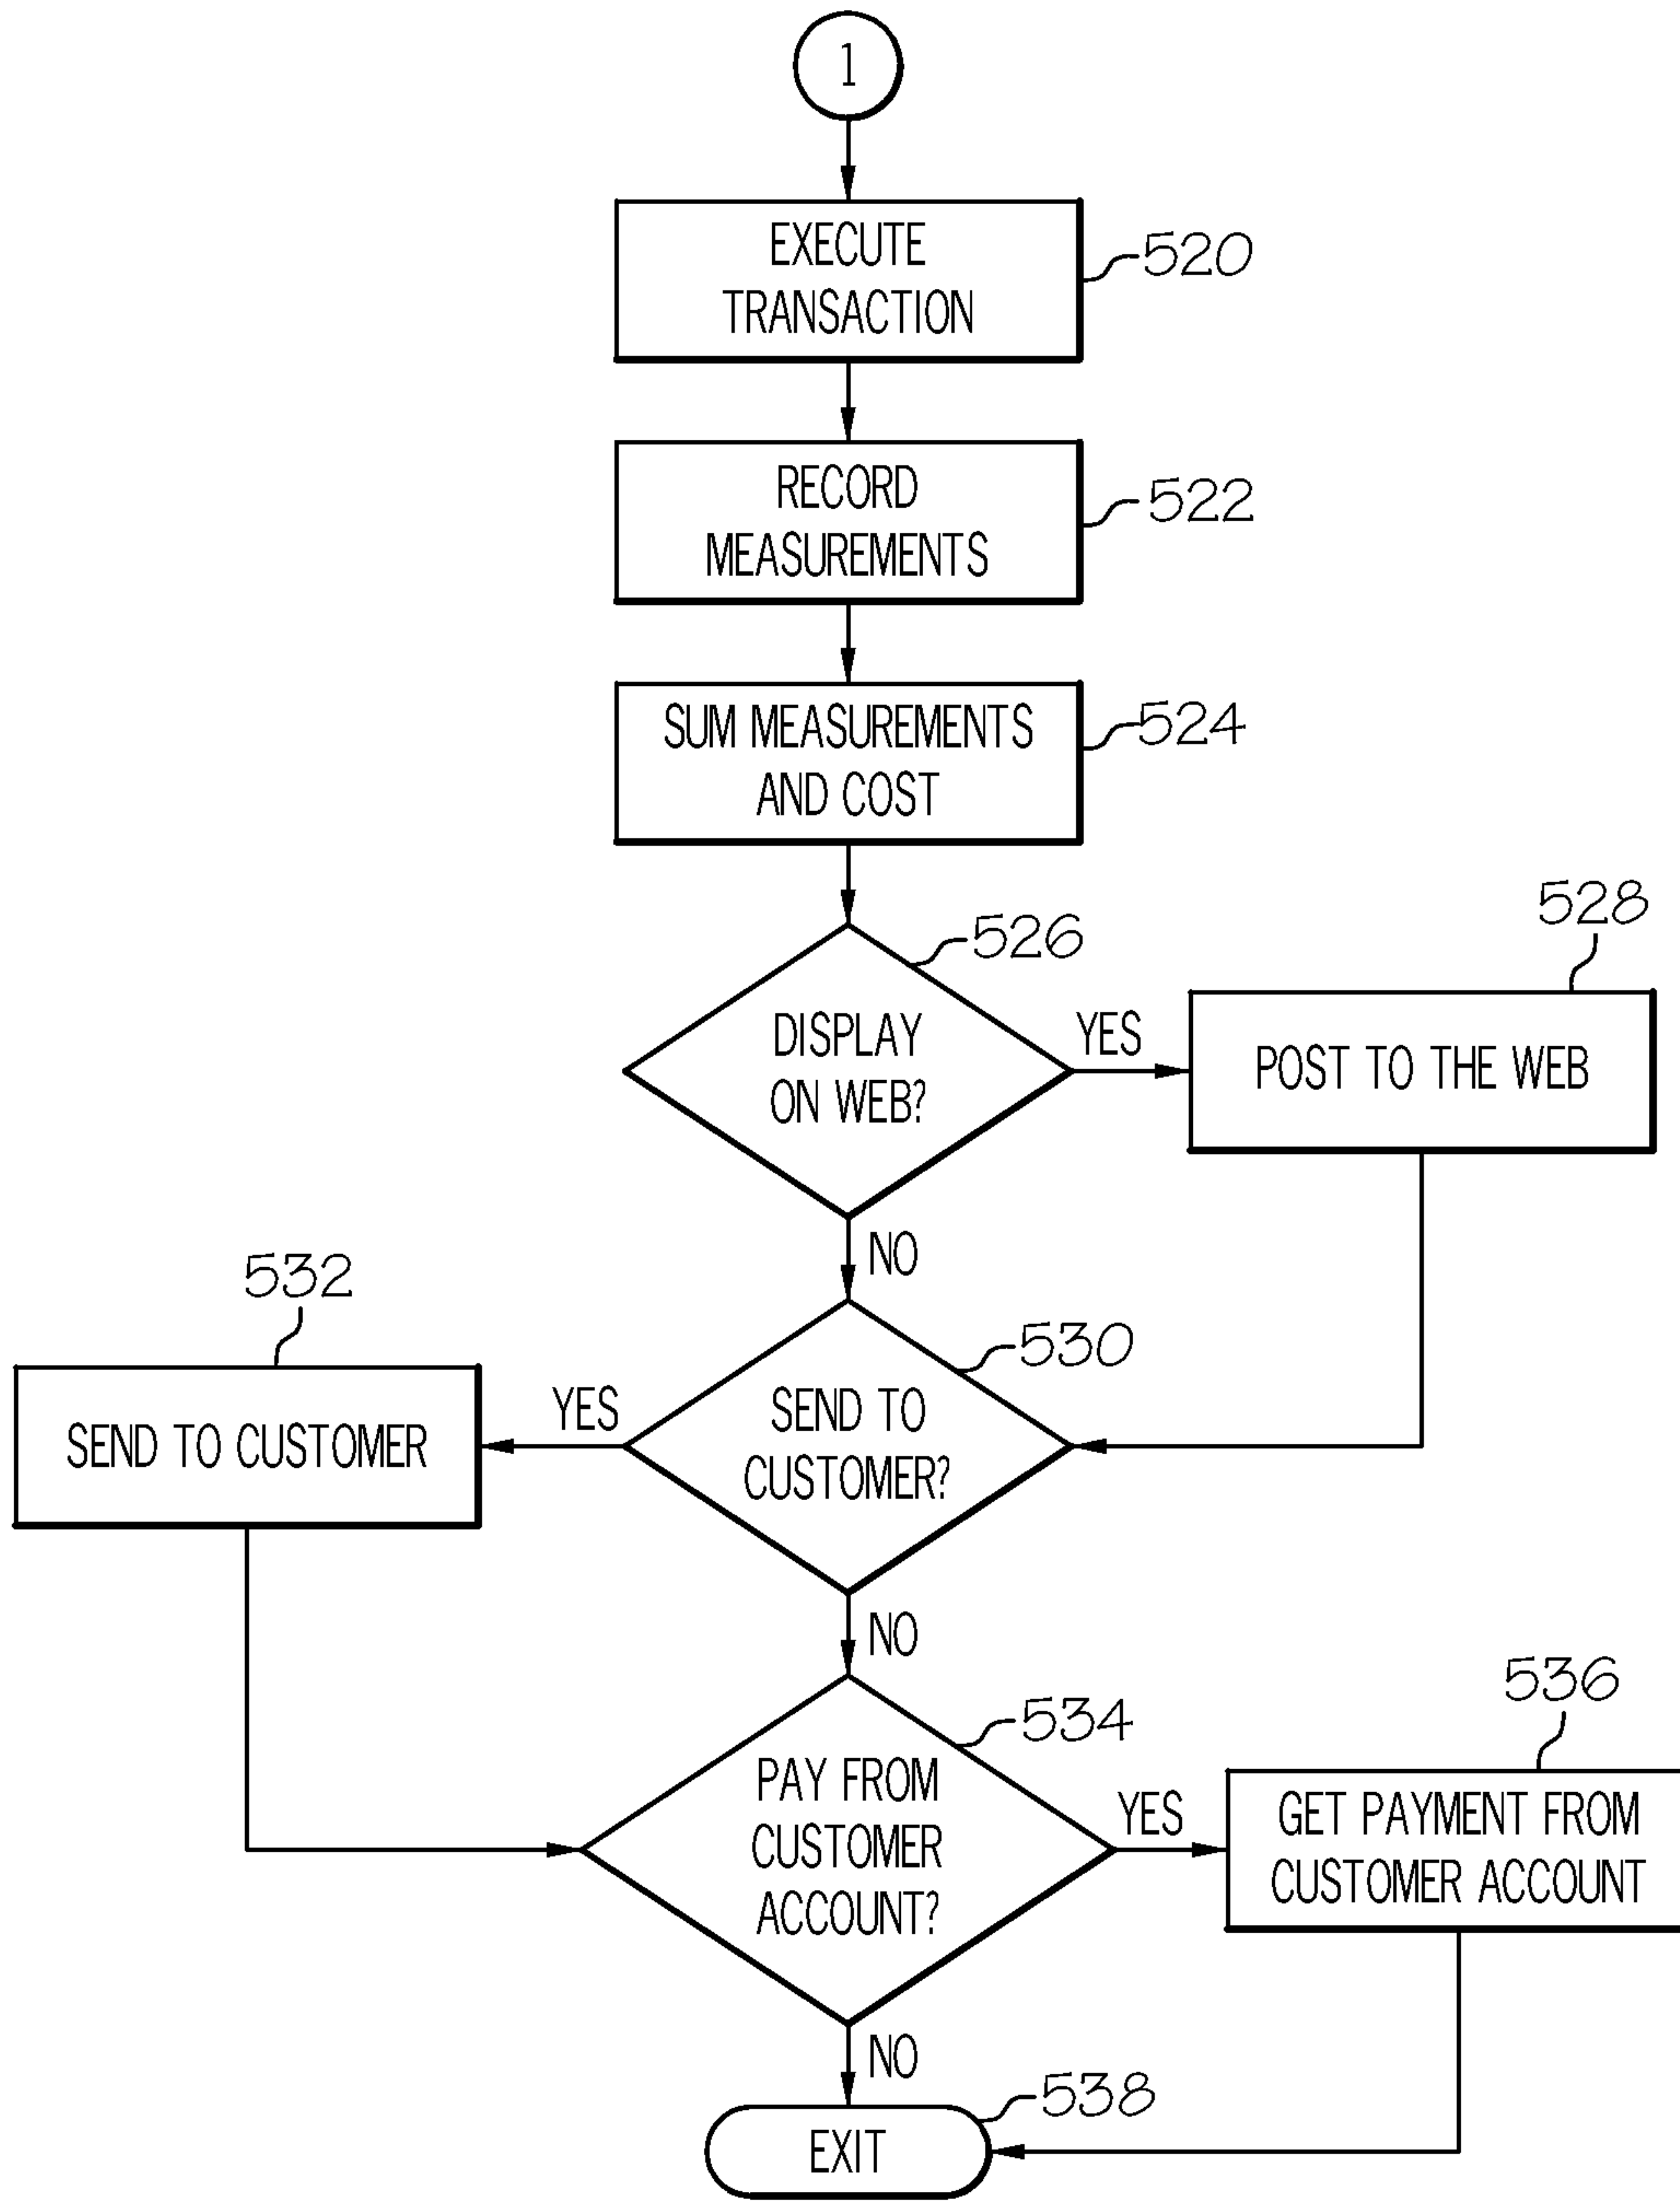 1
EXECUTE
TRANSACTION
520
RECORD
MEASUREMENTS
522
SUM MEASUREMENTS
AND COST
524
526
DISPLAY
ON WEB?
YES
528
POST TO THE WEB
NO
530
SEND TO
CUSTOMER?
YES
532
SEND TO CUSTOMER
NO
534
PAY FROM
CUSTOMER
ACCOUNT?
YES
536
GET PAYMENT FROM
CUSTOMER ACCOUNT
NO
538
EXIT